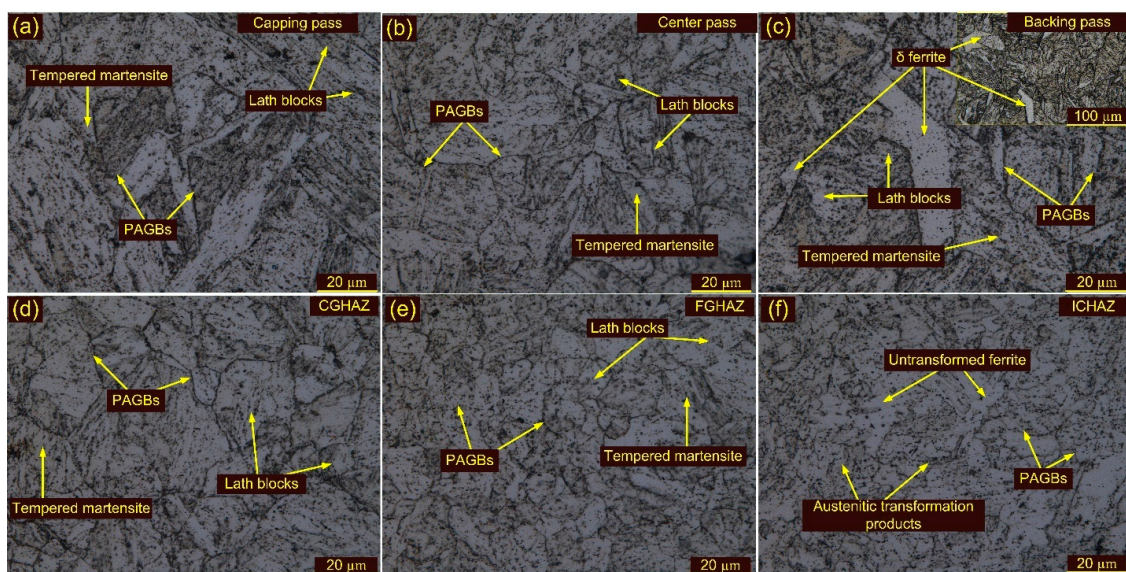 (a)
Capping pass
Tempered martensite
Lath blocks
PAGBs
20 µm
(b)
Center pass
PAGBs
Lath blocks
Tempered martensite
20 µm
(c)
Backing pass
δ ferrite
100 µm
Lath blocks
PAGBs
Tempered martensite
20 µm
(d)
CGHAZ
PAGBs
Lath blocks
Tempered martensite
20 µm
(e)
FGHAZ
Lath blocks
PAGBs
Tempered martensite
20 µm
(f)
ICHAZ
Untransformed ferrite
PAGBs
Austenitic transformation
products
20 µm